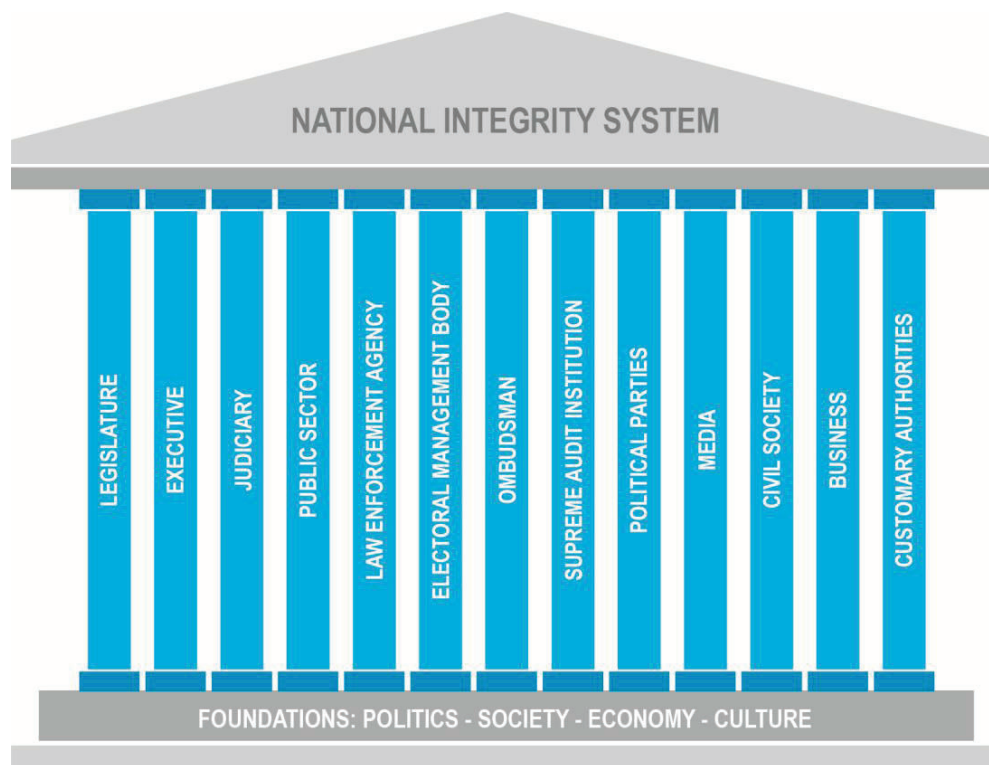 NATIONAL INTEGRITY SYSTEM
LEGISLATURE
EXECUTIVE
JUDICIARY
PUBLIC SECTOR
LAW ENFORCEMENT AGENCY
ELECTORAL MANAGEMENT BODY
OMBUDSMAN
SUPREME AUDIT INSTITUTION
POLITICAL PARTIES
MEDIA
CIVIL SOCIETY
BUSINESS
CUSTOMARY AUTHORITIES
FOUNDATIONS: POLITICS - SOCIETY - ECONOMY - CULTURE